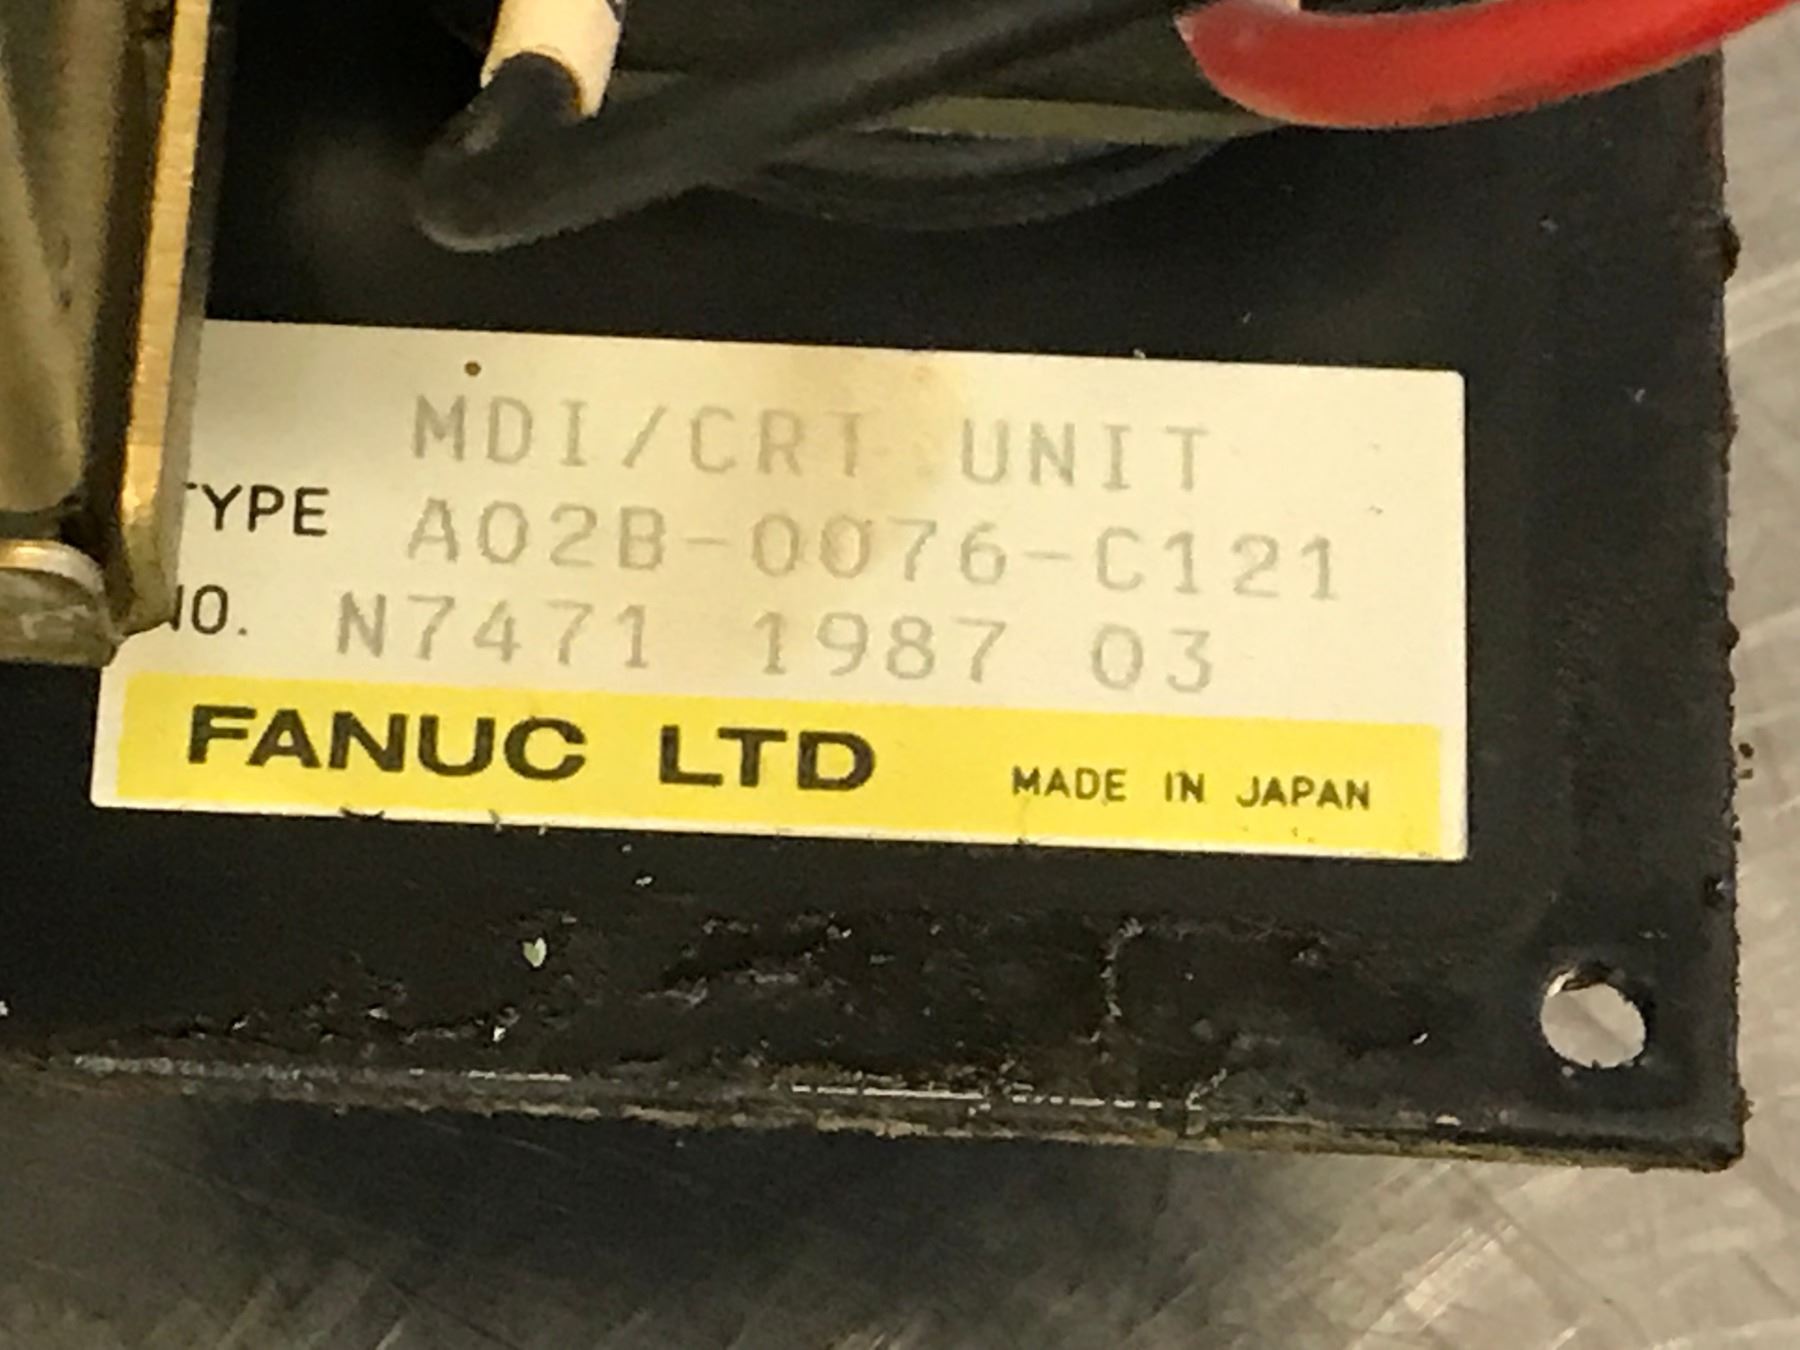 MDI/CRT UNIT
TYPE A02B-0076-C121
NO. N7471 1987 03
FANUC LTD MADE IN JAPAN